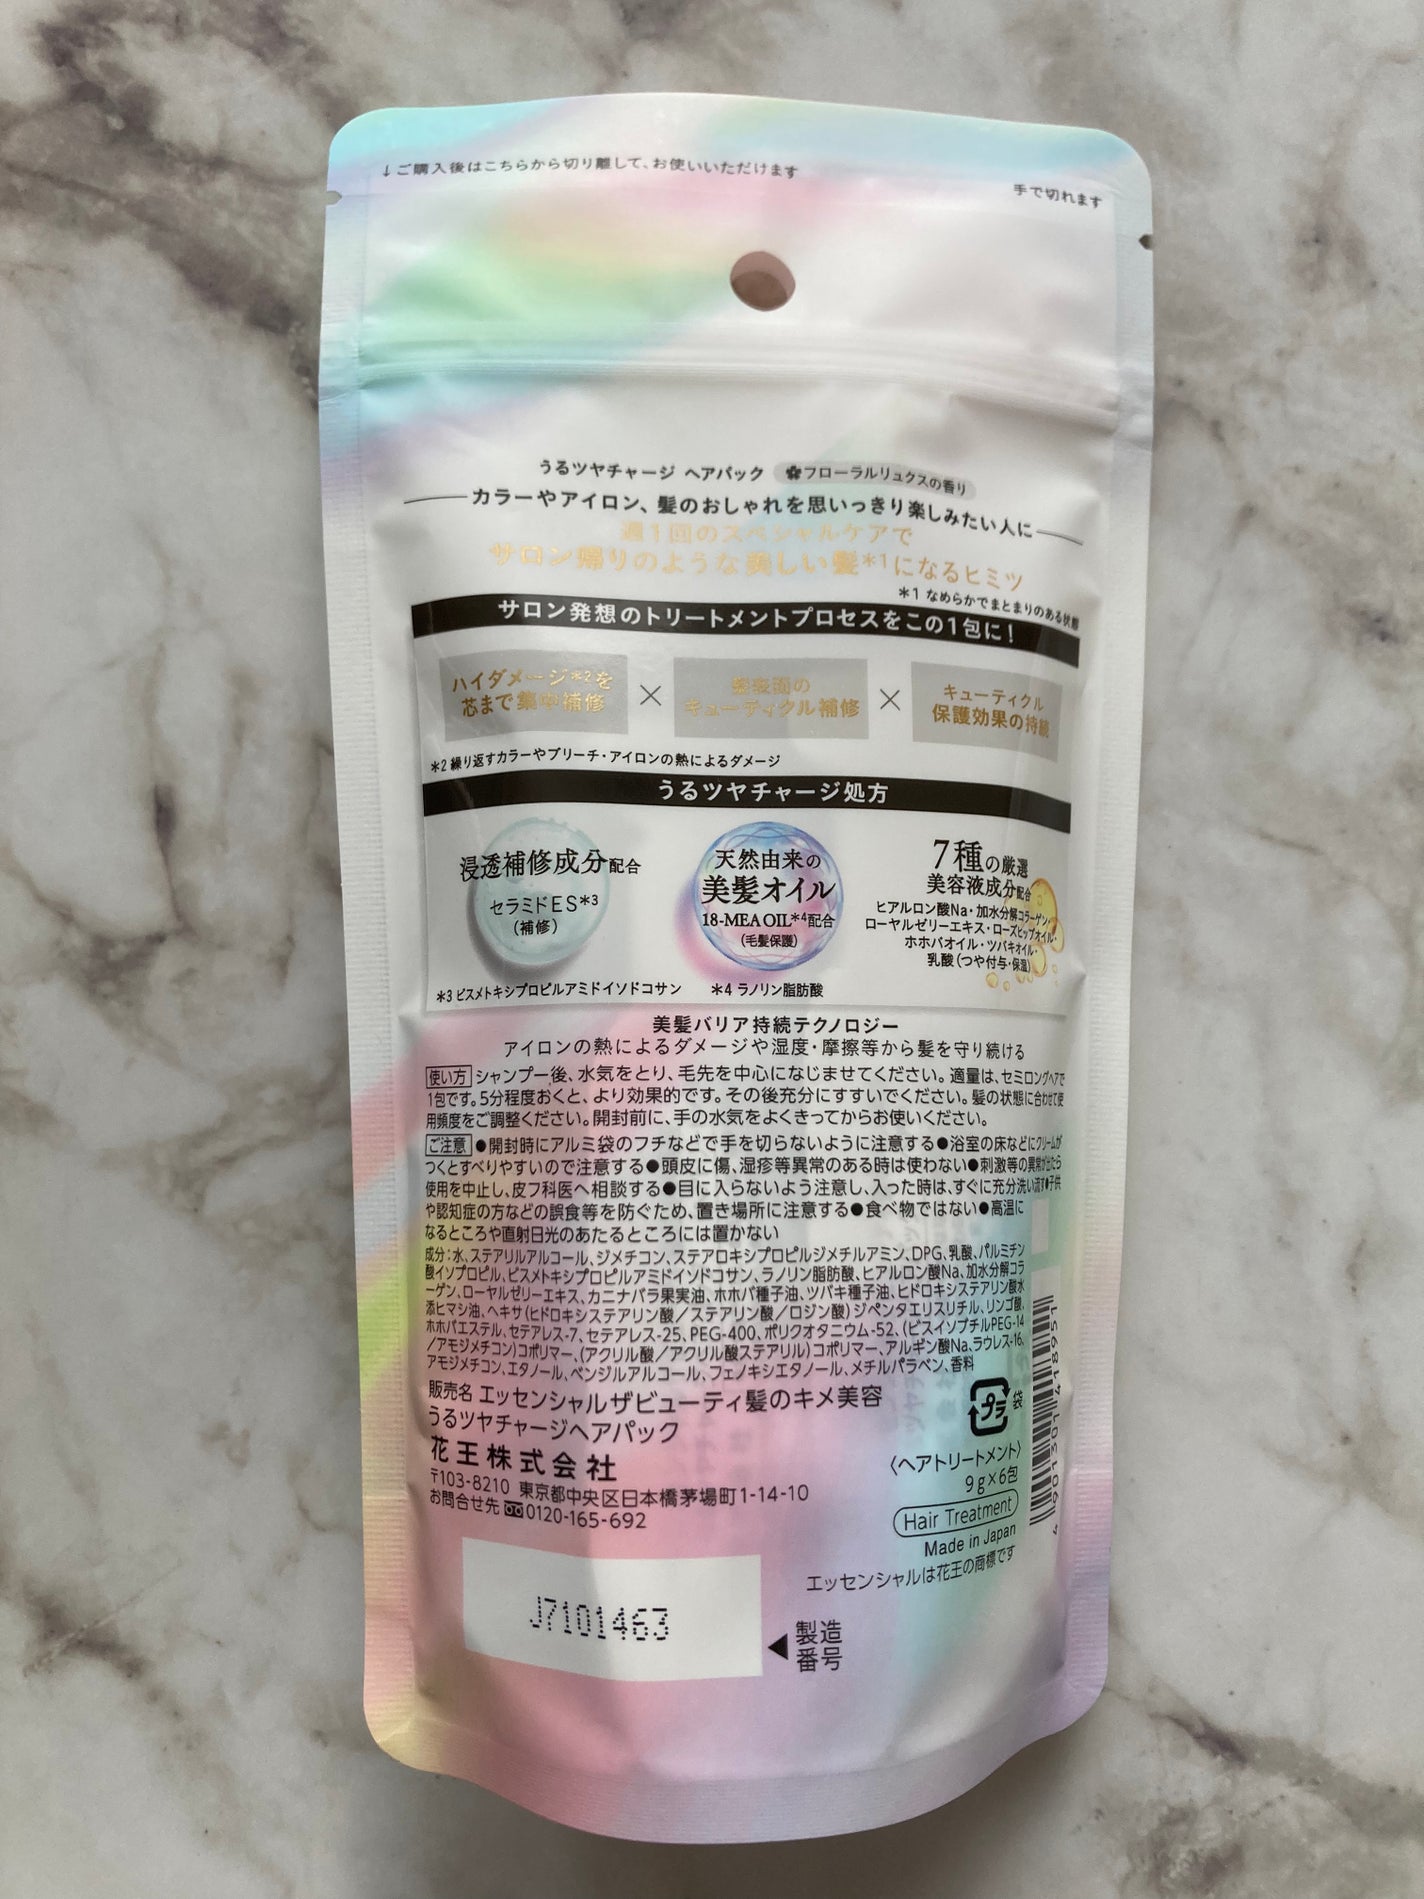 ↓ご購入後はこちらから切り離して、お使いいただけます
手で切れます
うるツヤチャージ ヘアパック フローラルリュクスの香り
カラーやアイロン、髪のおしゃれを思いっきり楽しみたい人に
週1回のスペシャルケアで
サロン帰りのような美しい髪*1になるヒミツ
*1 なめらかでまとまりのある状態
サロン発想のトリートメントプロセスをこの1包に！
ハイダメージ*2を
芯まで集中補修
×
髪表面の
キューティクル補修
×
キューティクル
保護効果の持続
*2 繰り返すカラーやブリーチ・アイロンの熱によるダメージ
うるツヤチャージ処方
浸透補修成分配合
セラミドES*3
（補修）
*3 ビスメトキシプロピルアミドイソドコサン
天然由来の
美髪オイル
18-MEA OIL*4配合
（毛髪保護）
*4 ラノリン脂肪酸
7種の厳選
美容液成分配合
ヒアルロン酸Na・加水分解コラーゲン・
ローヤルゼリーエキス・ローズヒップオイル・
ホホバオイル・ツバキオイル・
乳酸（つや付与・保湿）
美髪バリア持続テクノロジー
アイロンの熱によるダメージや湿度・摩擦等から髪を守り続ける
使い方 シャンプー後、水気をとり、毛先を中心になじませてください。適量は、セミロングヘアで
1包です。5分程度おくと、より効果的です。その後充分にすすいでください。髪の状態に合わせて使
用頻度をご調整ください。開封前に、手の水気をよくきってからお使いください。
ご注意 ●開封時にアルミ袋のフチなどで手を切らないように注意する●浴室の床などにクリームが
つくとすべりやすいので注意する●頭皮に傷、湿疹等異常のある時は使わない●刺激等の異常が出たら
使用を中止し、皮フ科医へ相談する●目に入らないよう注意し、入った時は、すぐに充分洗い流す●子供
や認知症の方などの誤食等を防ぐため、置き場所に注意する●食べ物ではない●高温に
なるところや直射日光のあたるところには置かない
成分：水、ステアリルアルコール、ジメチコン、ステアロキシプロピルジメチルアミン、DPG、乳酸、パルミチン
酸イソプロピル、ビスメトキシプロピルアミドイソドコサン、ラノリン脂肪酸、ヒアルロン酸Na、加水分解コラ
ーゲン、ローヤルゼリーエキス、カニナバラ果実油、ホホバ種子油、ツバキ種子油、ヒドロキシステアリン酸水
添ヒマシ油、ヘキサ（ヒドロキシステアリン酸／ステアリン酸／ロジン酸）ジペンタエリスリチル、リンゴ酸、
ホホバエステル、セテアレス-7、セテアレス-25、PEG-400、ポリクオタニウム-52、（ビスイソブチルPEG-14
／アモジメチコン）コポリマー、（アクリル酸／アクリル酸ステアリル）コポリマー、アルギン酸Na、ラウレス-16、
アモジメチコン、エタノール、ベンジルアルコール、フェノキシエタノール、メチルパラベン、香料
販売名 エッセンシャルザビューティ髪のキメ美容
うるツヤチャージヘアパック
花王株式会社
〒103-8210 東京都中央区日本橋茅場町1-14-10
お問合せ先 0120-165-692
プラ 袋
〈ヘアトリートメント〉
9g×6包
Hair Treatment
Made in Japan
エッセンシャルは花王の商標です
4 901301 418951
J7101463
◀製造
番号